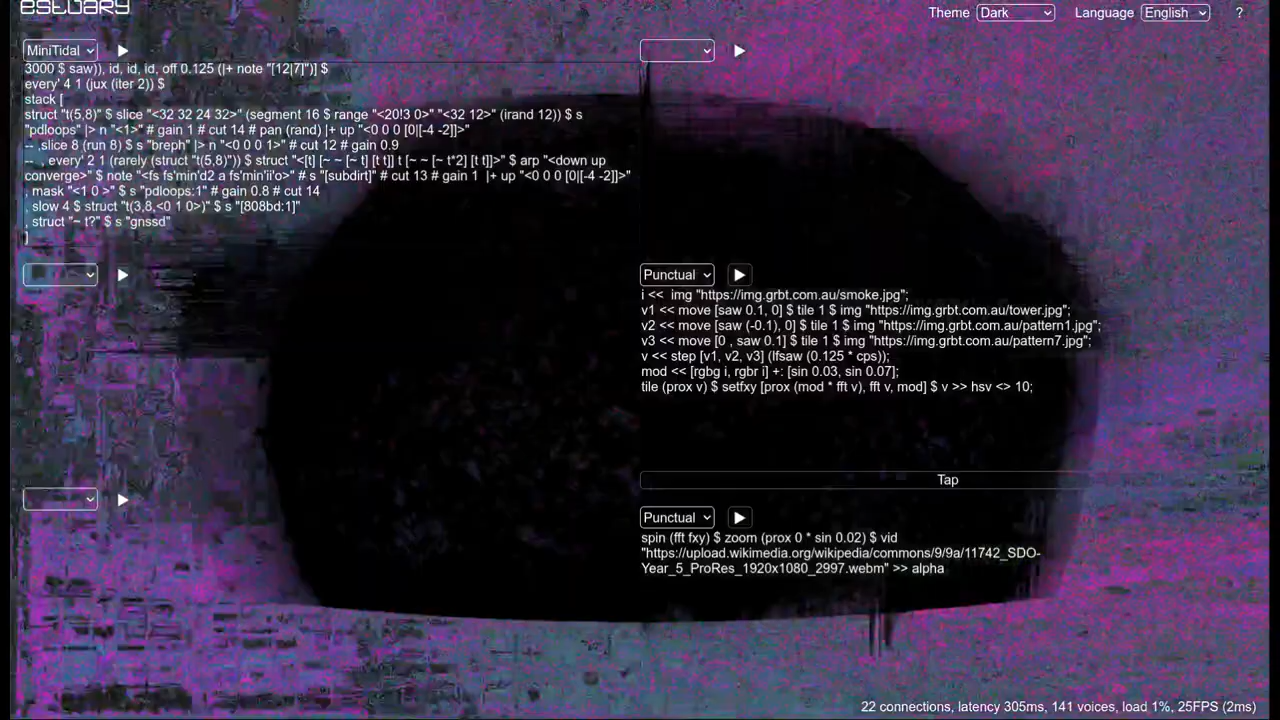 estuary
Theme Dark Language English ?
MiniTidal
3000 $ saw)), id, id, id, off 0.125 (|+ note "[12|7]")] $
every' 4 1 (jux (iter 2)) $
stack [
struct "t(5,8)" $ slice "<32 32 24 32>" (segment 16 $ range "<20!3 0>" "<32 12>" (irand 12)) $ s
"pdloops" |> n "<1>" # gain 1 # cut 14 # pan (rand) |+ up "<0 0 0 [0|[-4 -2]]>"
-- ,slice 8 (run 8) $ s "breph" |> n "<0 0 0 1>" # cut 12 # gain 0.9
-- , every' 2 1 (rarely (struct "t(5,8)")) $ struct "<[t] [~ ~ [~ t] [t t]] t [~ ~ [~ t*2] [t t]]>" $ arp "<down up
converge>" $ note "<fs fs'min'd2 a fs'min'ii'o>" # s "[subdirt]" # cut 13 # gain 1 |+ up "<0 0 0 [0|[-4 -2]]>"
, mask "<1 0 >" $ s "pdloops:1" # gain 0.8 # cut 14
, slow 4 $ struct "t(3,8,<0 1 0>)" $ s "[808bd:1]"
, struct "~ t?" $ s "gnssd"
]
Punctual
i << img "https://img.grbt.com.au/smoke.jpg";
v1 << move [saw 0.1, 0] $ tile 1 $ img "https://img.grbt.com.au/tower.jpg";
v2 << move [saw (-0.1), 0] $ tile 1 $ img "https://img.grbt.com.au/pattern1.jpg";
v3 << move [0 , saw 0.1] $ tile 1 $ img "https://img.grbt.com.au/pattern7.jpg";
v << step [v1, v2, v3] (lfsaw (0.125 * cps));
mod << [rgbg i, rgbr i] +: [sin 0.03, sin 0.07];
tile (prox v) $ setfxy [prox (mod * fft v), fft v, mod] $ v >> hsv <> 10;
Tap
Punctual
spin (fft fxy) $ zoom (prox 0 * sin 0.02) $ vid
"https://upload.wikimedia.org/wikipedia/commons/9/9a/11742_SDO-
Year_5_ProRes_1920x1080_2997.webm" >> alpha
22 connections, latency 305ms, 141 voices, load 1%, 25FPS (2ms)